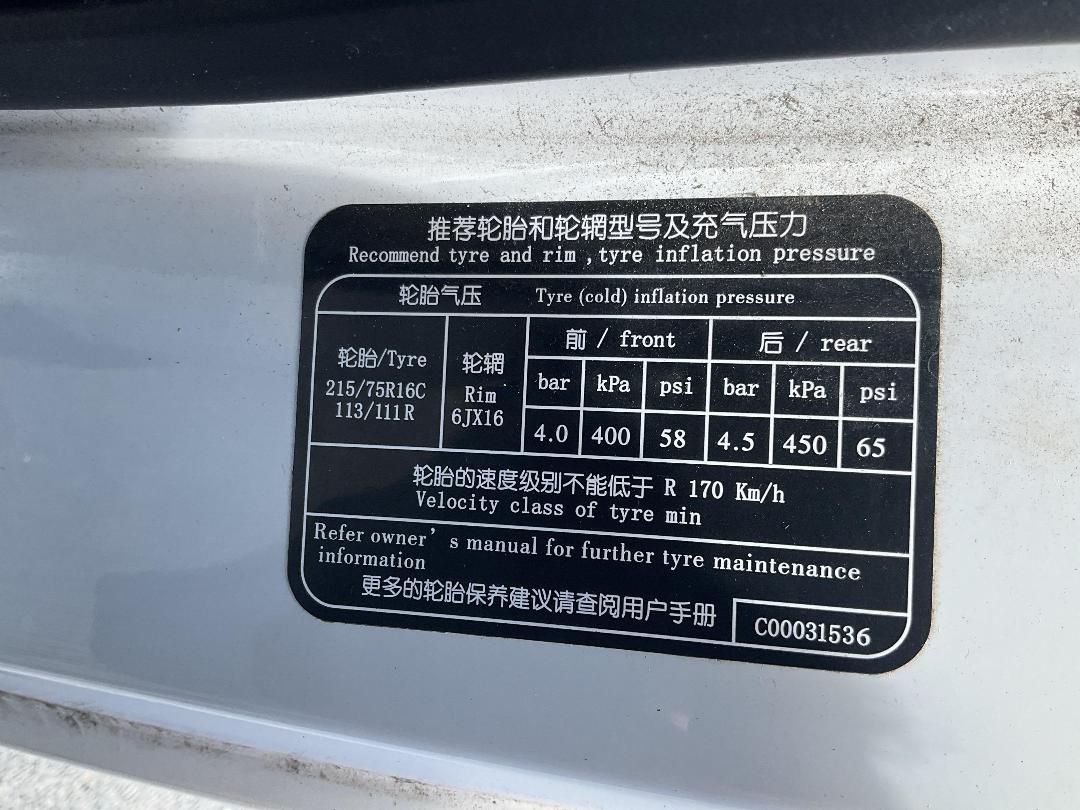 推荐轮胎和轮辋型号及充气压力
Recommend tyre and rim ,tyre inflation pressure
轮胎气压 Tyre (cold) inflation pressure
轮胎/Tyre
215/75R16C
113/111R
轮辋
Rim
6JX16
前 / front 后 / rear
bar kPa psi bar kPa psi
4.0 400 58 4.5 450 65
轮胎的速度级别不能低于 R 170 Km/h
Velocity class of tyre min
Refer owner's manual for further tyre maintenance
information
更多的轮胎保养建议请查阅用户手册
C00031536